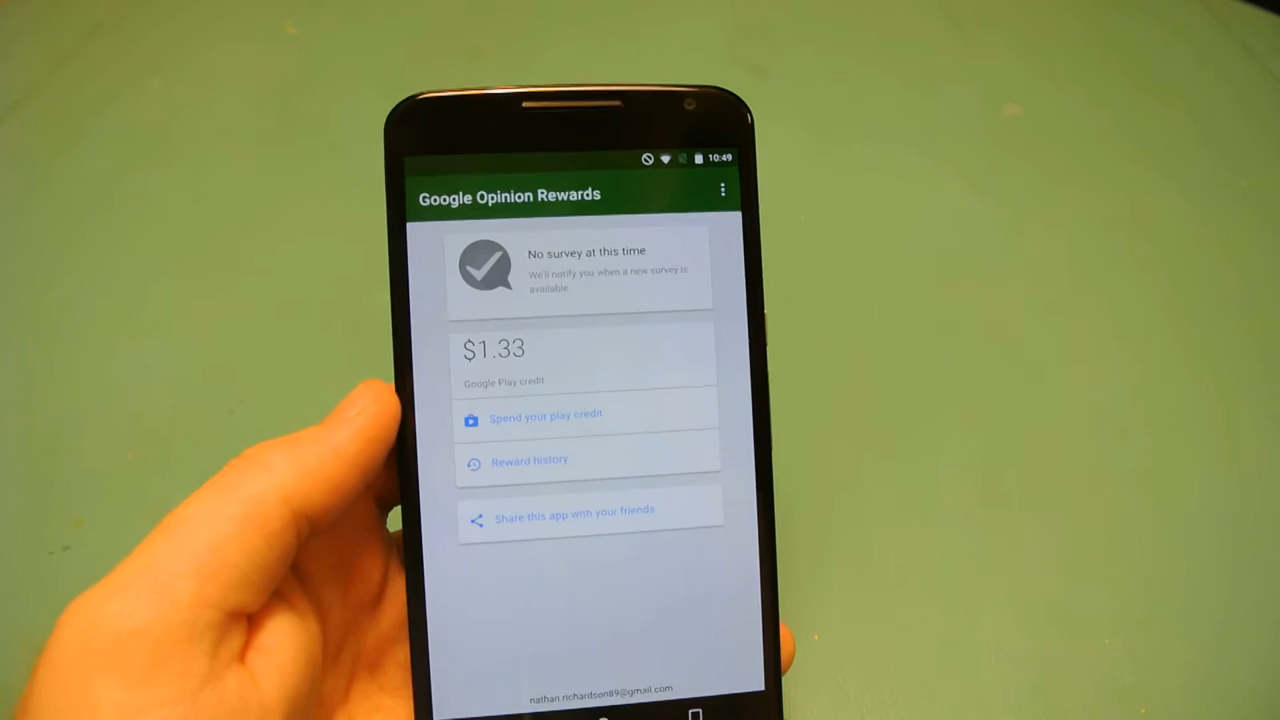 10:49
Google Opinion Rewards
No survey at this time
We'll notify you when a new survey is
available.
$1.33
Google Play credit
Spend your play credit
Reward history
Share this app with your friends
nathan.richardson89@gmail.com